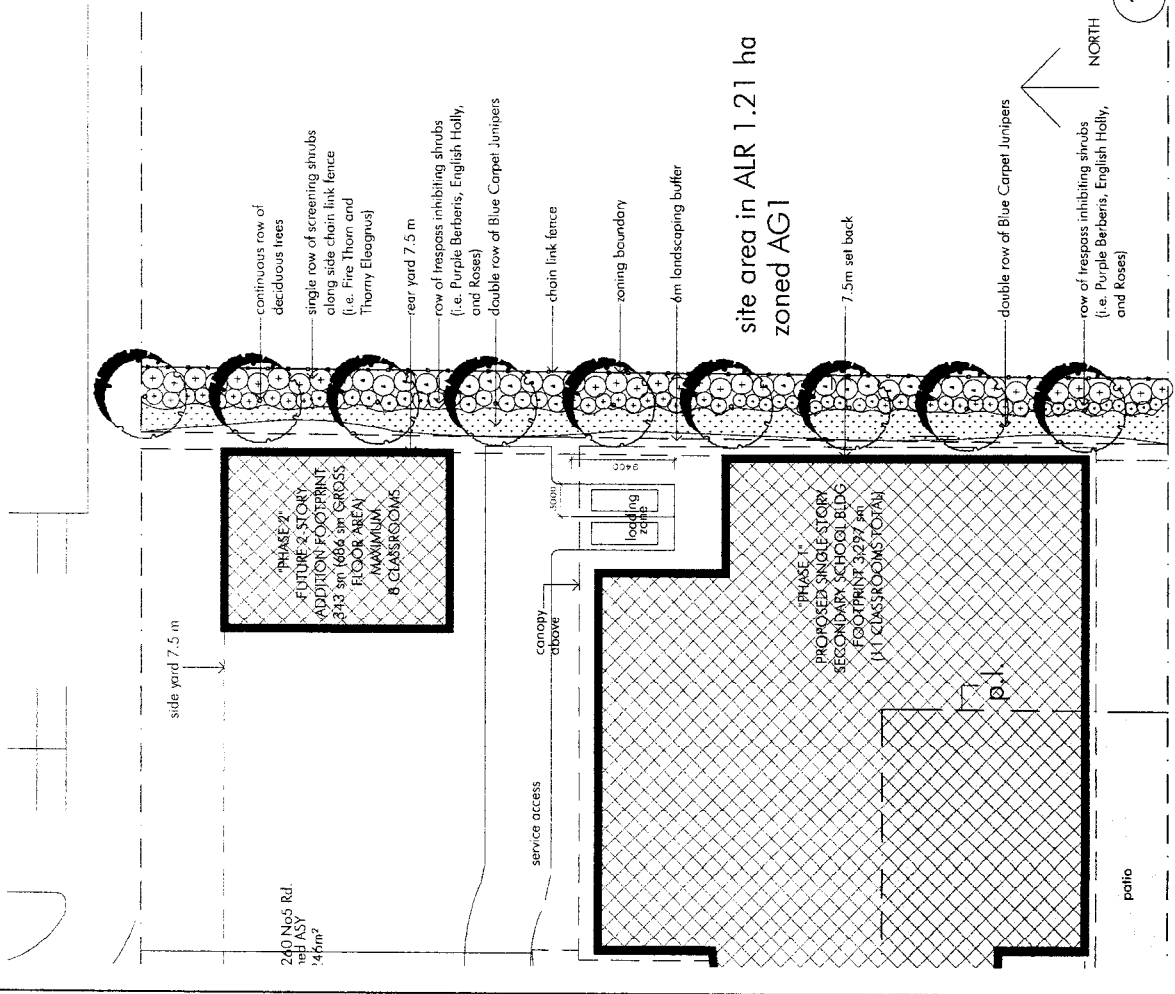 continuous row of
deciduous trees
single row of screening shrubs
along side chain link fence
(i.e. Fire Thorn and
Thorny Eleagnus)
rear yard 7.5 m
row of trespass inhibiting shrubs
(i.e. Purple Berberis, English Holly,
and Roses)
double row of Blue Carpet Junipers
chain link fence
zoning boundary
6m landscaping buffer
site area in ALR 1.21 ha
zoned AG1
7.5m set back
double row of Blue Carpet Junipers
row of trespass inhibiting shrubs
(i.e. Purple Berberis, English Holly,
and Roses)
NORTH
"PHASE 2"
FUTURE 2 STORY
ADDITION FOOTPRINT
343 sm (686 sm GROSS
FLOOR AREA)
MAXIMUM
8 CLASSROOMS
side yard 7.5 m
9400
3000
loading
zone
canopy
above
service access
"PHASE 1"
PROPOSED SINGLE STORY
SECONDARY SCHOOL BLDG
FOOTPRINT 3,297 sm
(11 CLASSROOMS TOTAL)
p.l.
260 No5 Rd.
ned ASY
46m²
patio